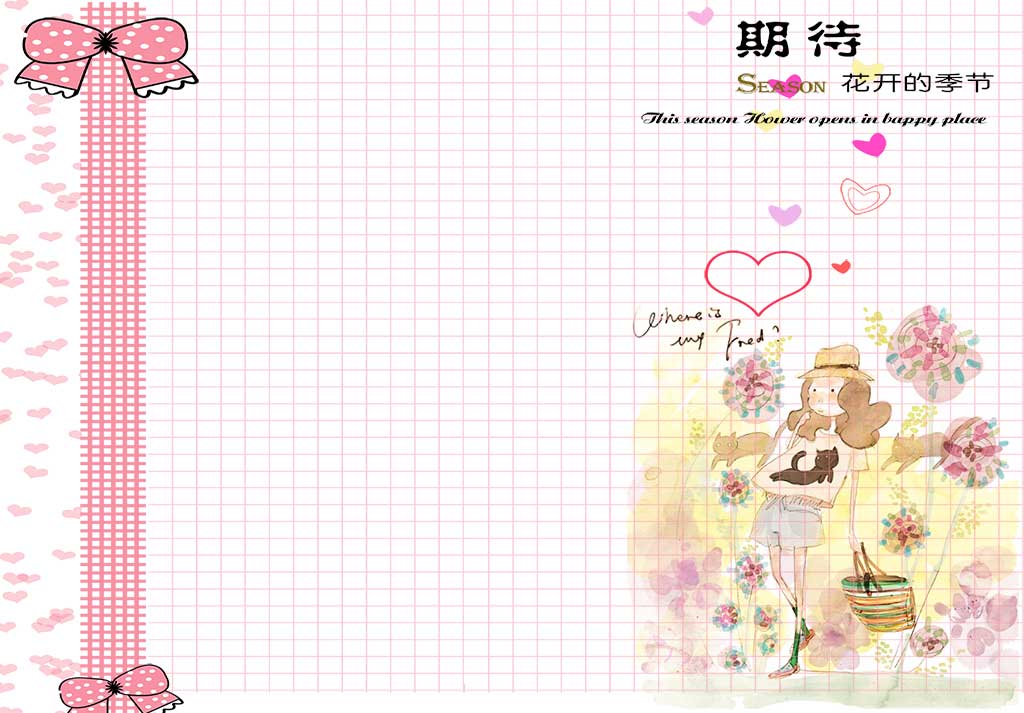 期待
SEASON 花开的季节
This season Flower opens in happy place
Where is
my Fred?